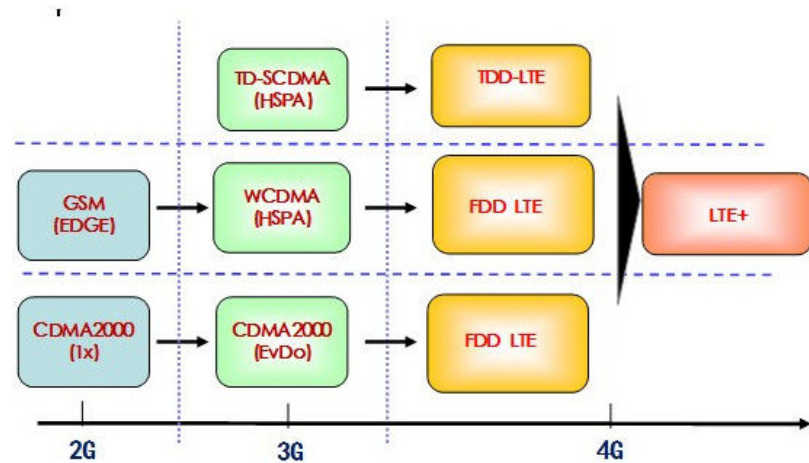 TD-SCDMA
(HSPA)
TDD-LTE
GSM
(EDGE)
WCDMA
(HSPA)
FDD LTE
LTE+
CDMA2000
(1x)
CDMA2000
(EvDo)
FDD LTE
2G
3G
4G